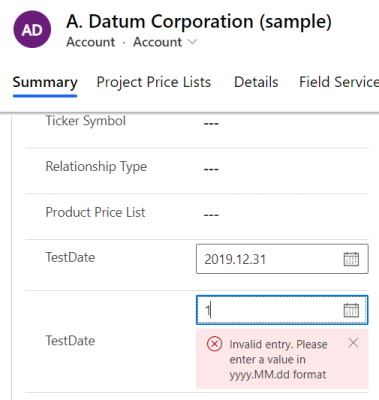 AD
A. Datum Corporation (sample)
Account · Account
Summary Project Price Lists Details Field Service
Ticker Symbol ---
Relationship Type ---
Product Price List ---
TestDate 2019.12.31
1
TestDate
Invalid entry. Please
enter a value in
yyyy.MM.dd format